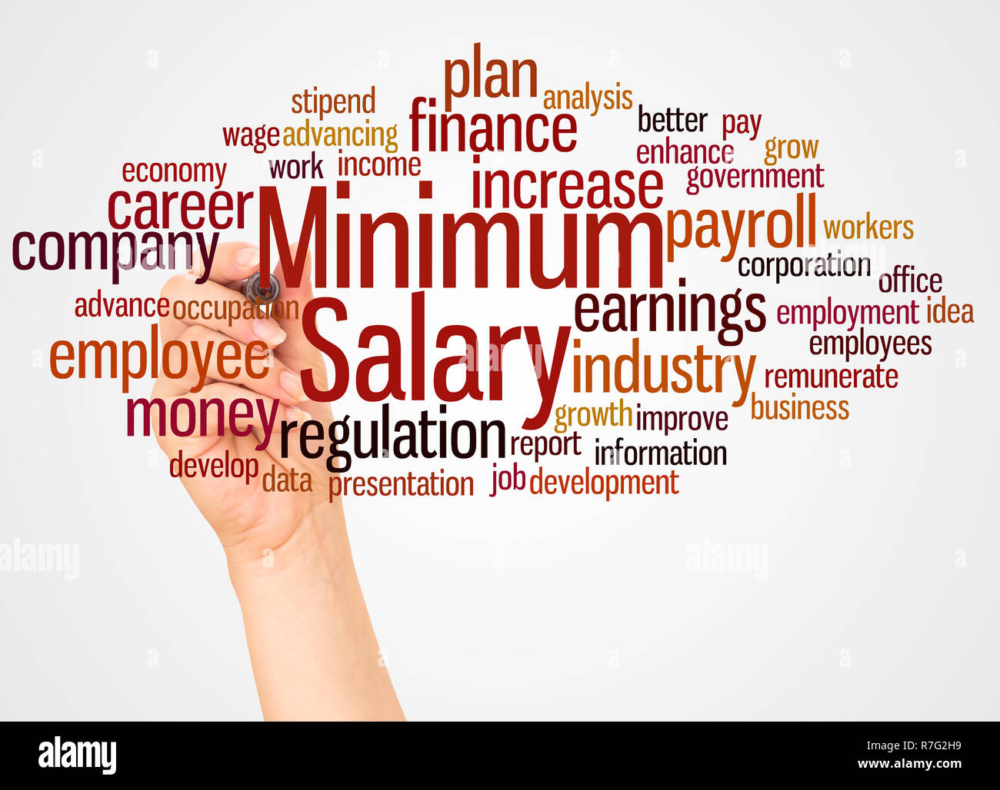 plan
analysis
stipend
finance
better pay
wage advancing
enhance grow
economy work income
increase government
career
Minimum
payroll workers
company
corporation
office
advance occupation
Salary
earnings
employment idea
employee
employees
industry
remunerate
money
regulation
growth improve
business
report
information
develop
data
presentation
job development
alamy
alamy
alamy
alamy
a
alamy
Image ID: R7G2H9
www.alamy.com